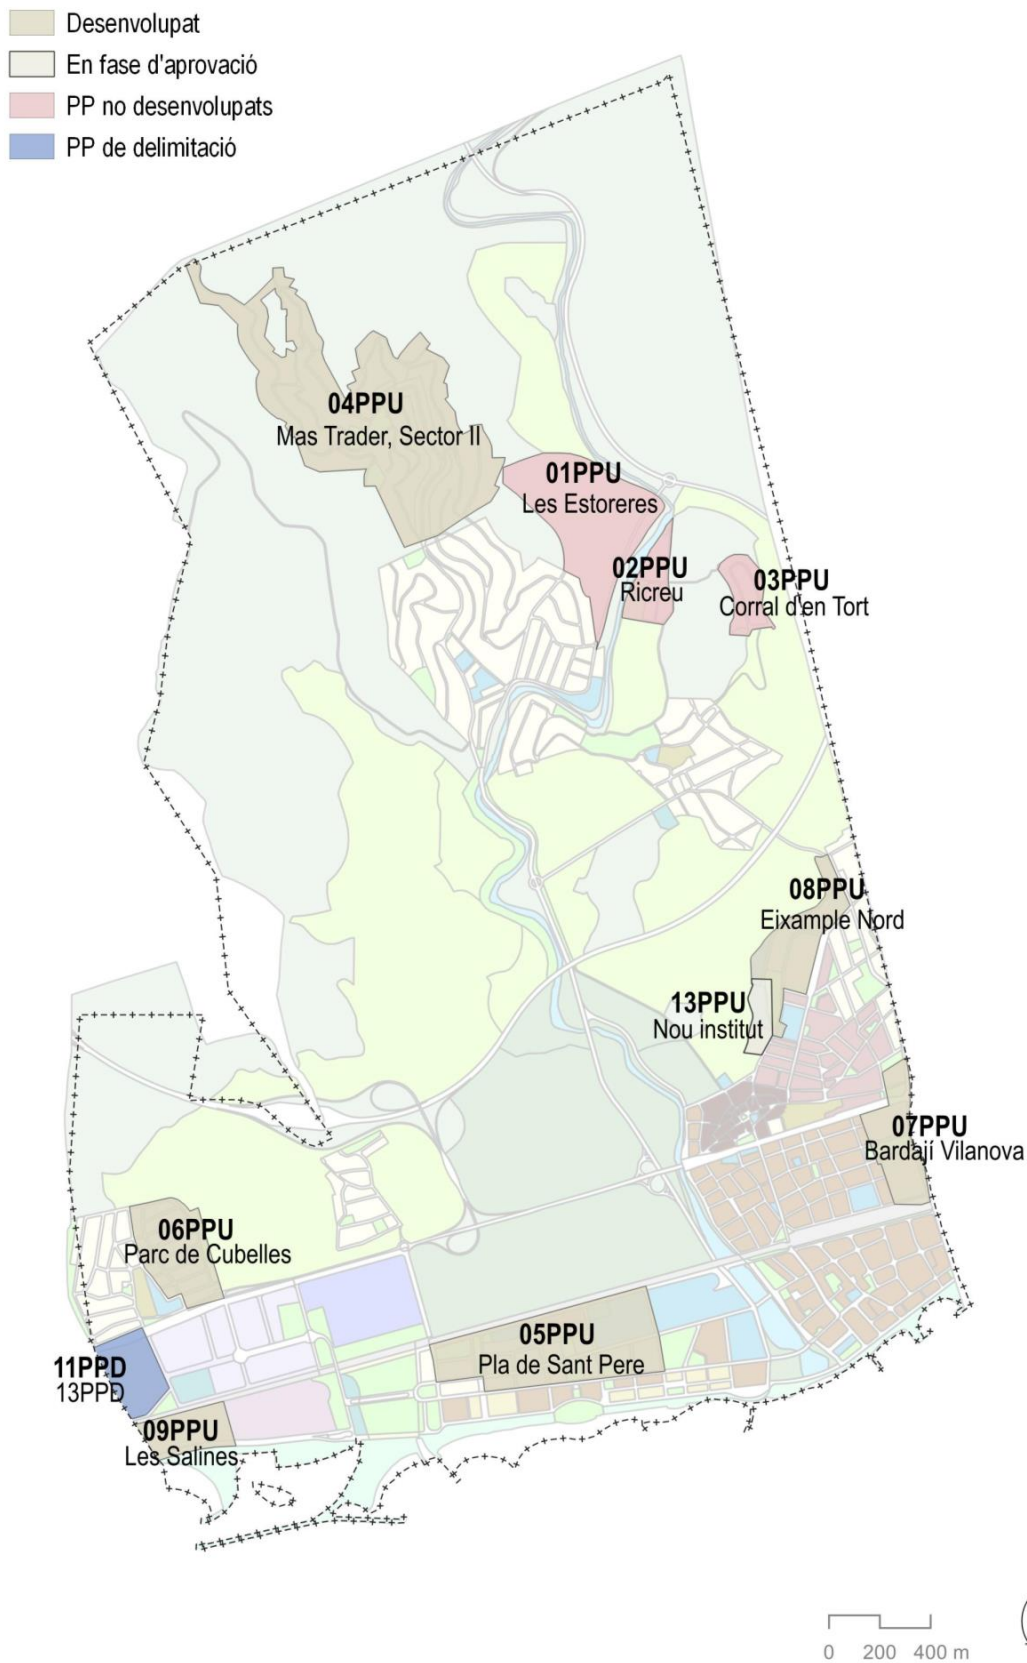 Desenvolupat
En fase d'aprovació
PP no desenvolupats
PP de delimitació
04PPU
Mas Trader, Sector II
01PPU
Les Estoreres
02PPU
Ricreu
03PPU
Corral d'en Tort
08PPU
Eixample Nord
13PPU
Nou institut
07PPU
Bardají Vilanova
06PPU
Parc de Cubelles
05PPU
Pla de Sant Pere
11PPD
13PPD
09PPU
Les Salines
0 200 400 m